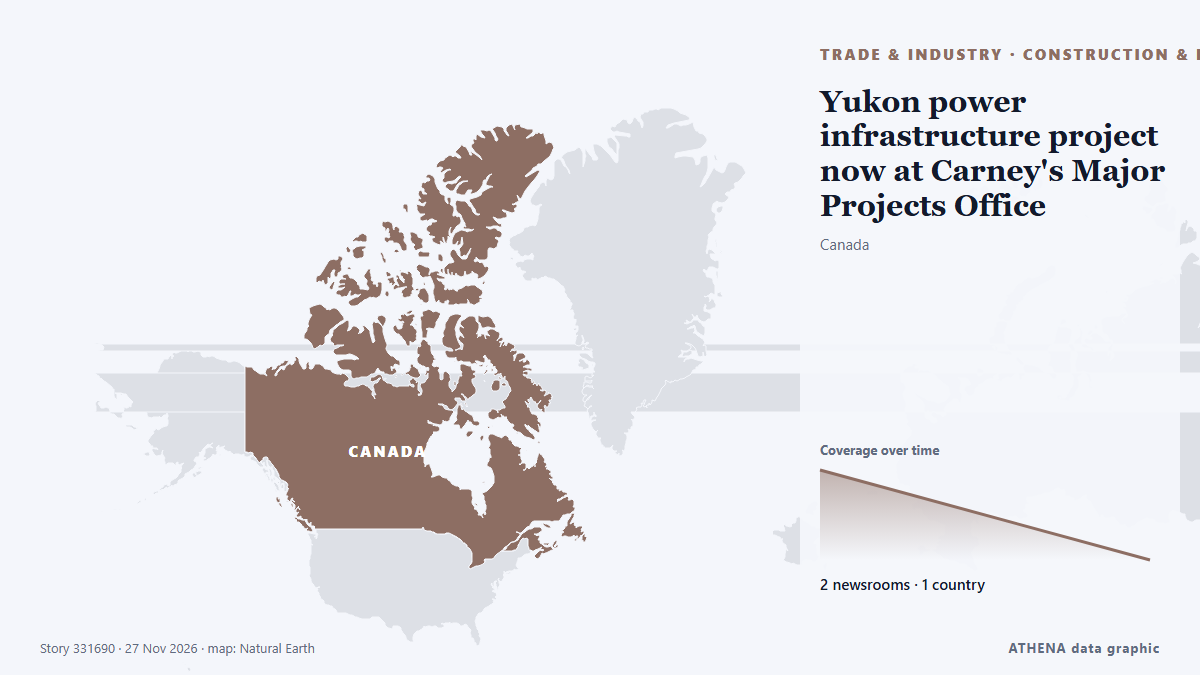 TRADE & INDUSTRY · CONSTRUCTION &
Yukon power
infrastructure project
now at Carney's Major
Projects Office
Canada
CANADA
Coverage over time
2 newsrooms · 1 country
Story 331690 · 27 Nov 2026 · map: Natural Earth
ATHENA data graphic